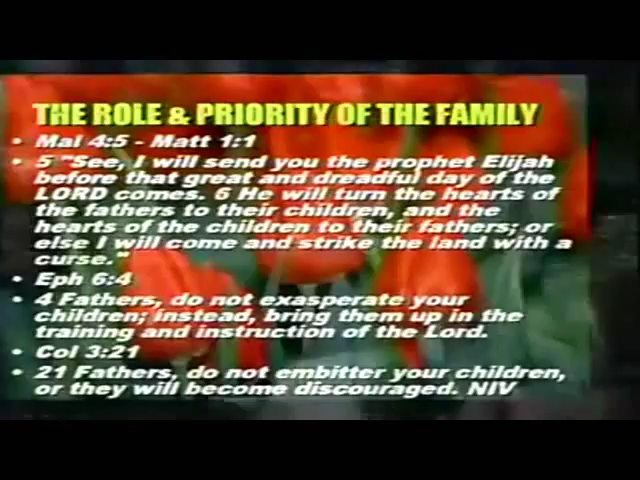 THE ROLE & PRIORITY OF THE FAMILY
• Mal 4:5 - Matt 1:1
• 5 "See, I will send you the prophet Elijah
before that great and dreadful day of the
LORD comes. 6 He will turn the hearts of
the fathers to their children, and the
hearts of the children to their fathers; or
else I will come and strike the land with a
curse."
• Eph 6:4
• 4 Fathers, do not exasperate your
children; instead, bring them up in the
training and instruction of the Lord.
• Col 3:21
• 21 Fathers, do not embitter your children,
or they will become discouraged. NIV